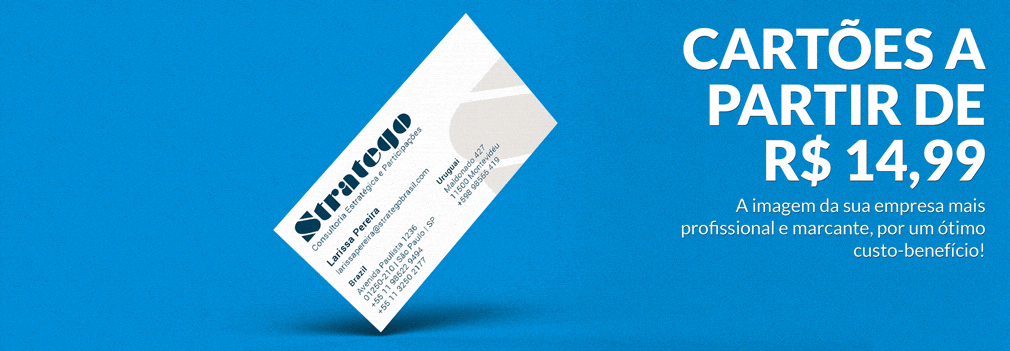 Stratego
Consultoria Estratégica e Participações
Larissa Pereira
larissapereira@strategobrasil.com
Brazil
Avenida Paulista 1236
01250-210 | São Paulo | SP
+55 11 98522 9494
+55 11 3250 2177
Uruguai
Maldonado 427
11500 Montevidéu
+598 98566 419
CARTÕES A
PARTIR DE
R$ 14,99
A imagem da sua empresa mais
profissional e marcante, por um ótimo
custo-benefício!